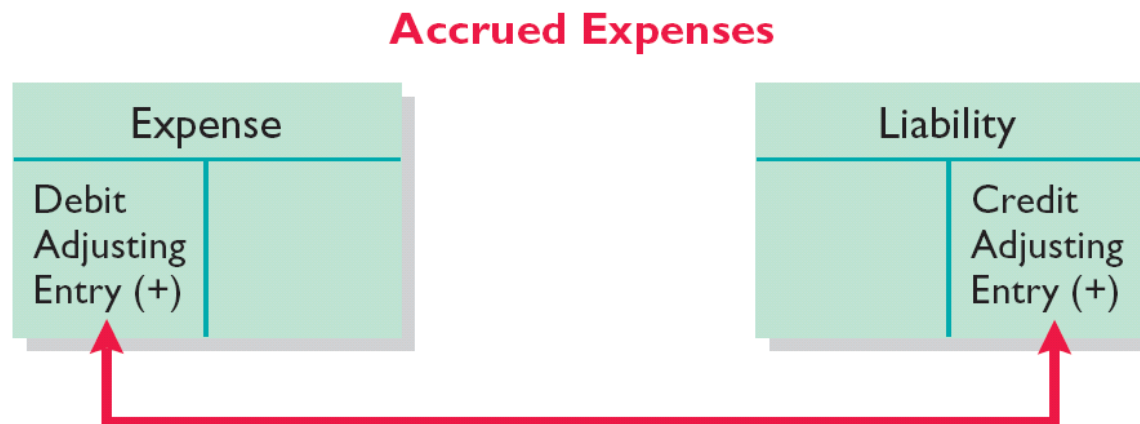 Accrued Expenses
Expense
Debit
Adjusting
Entry (+)
Liability
Credit
Adjusting
Entry (+)